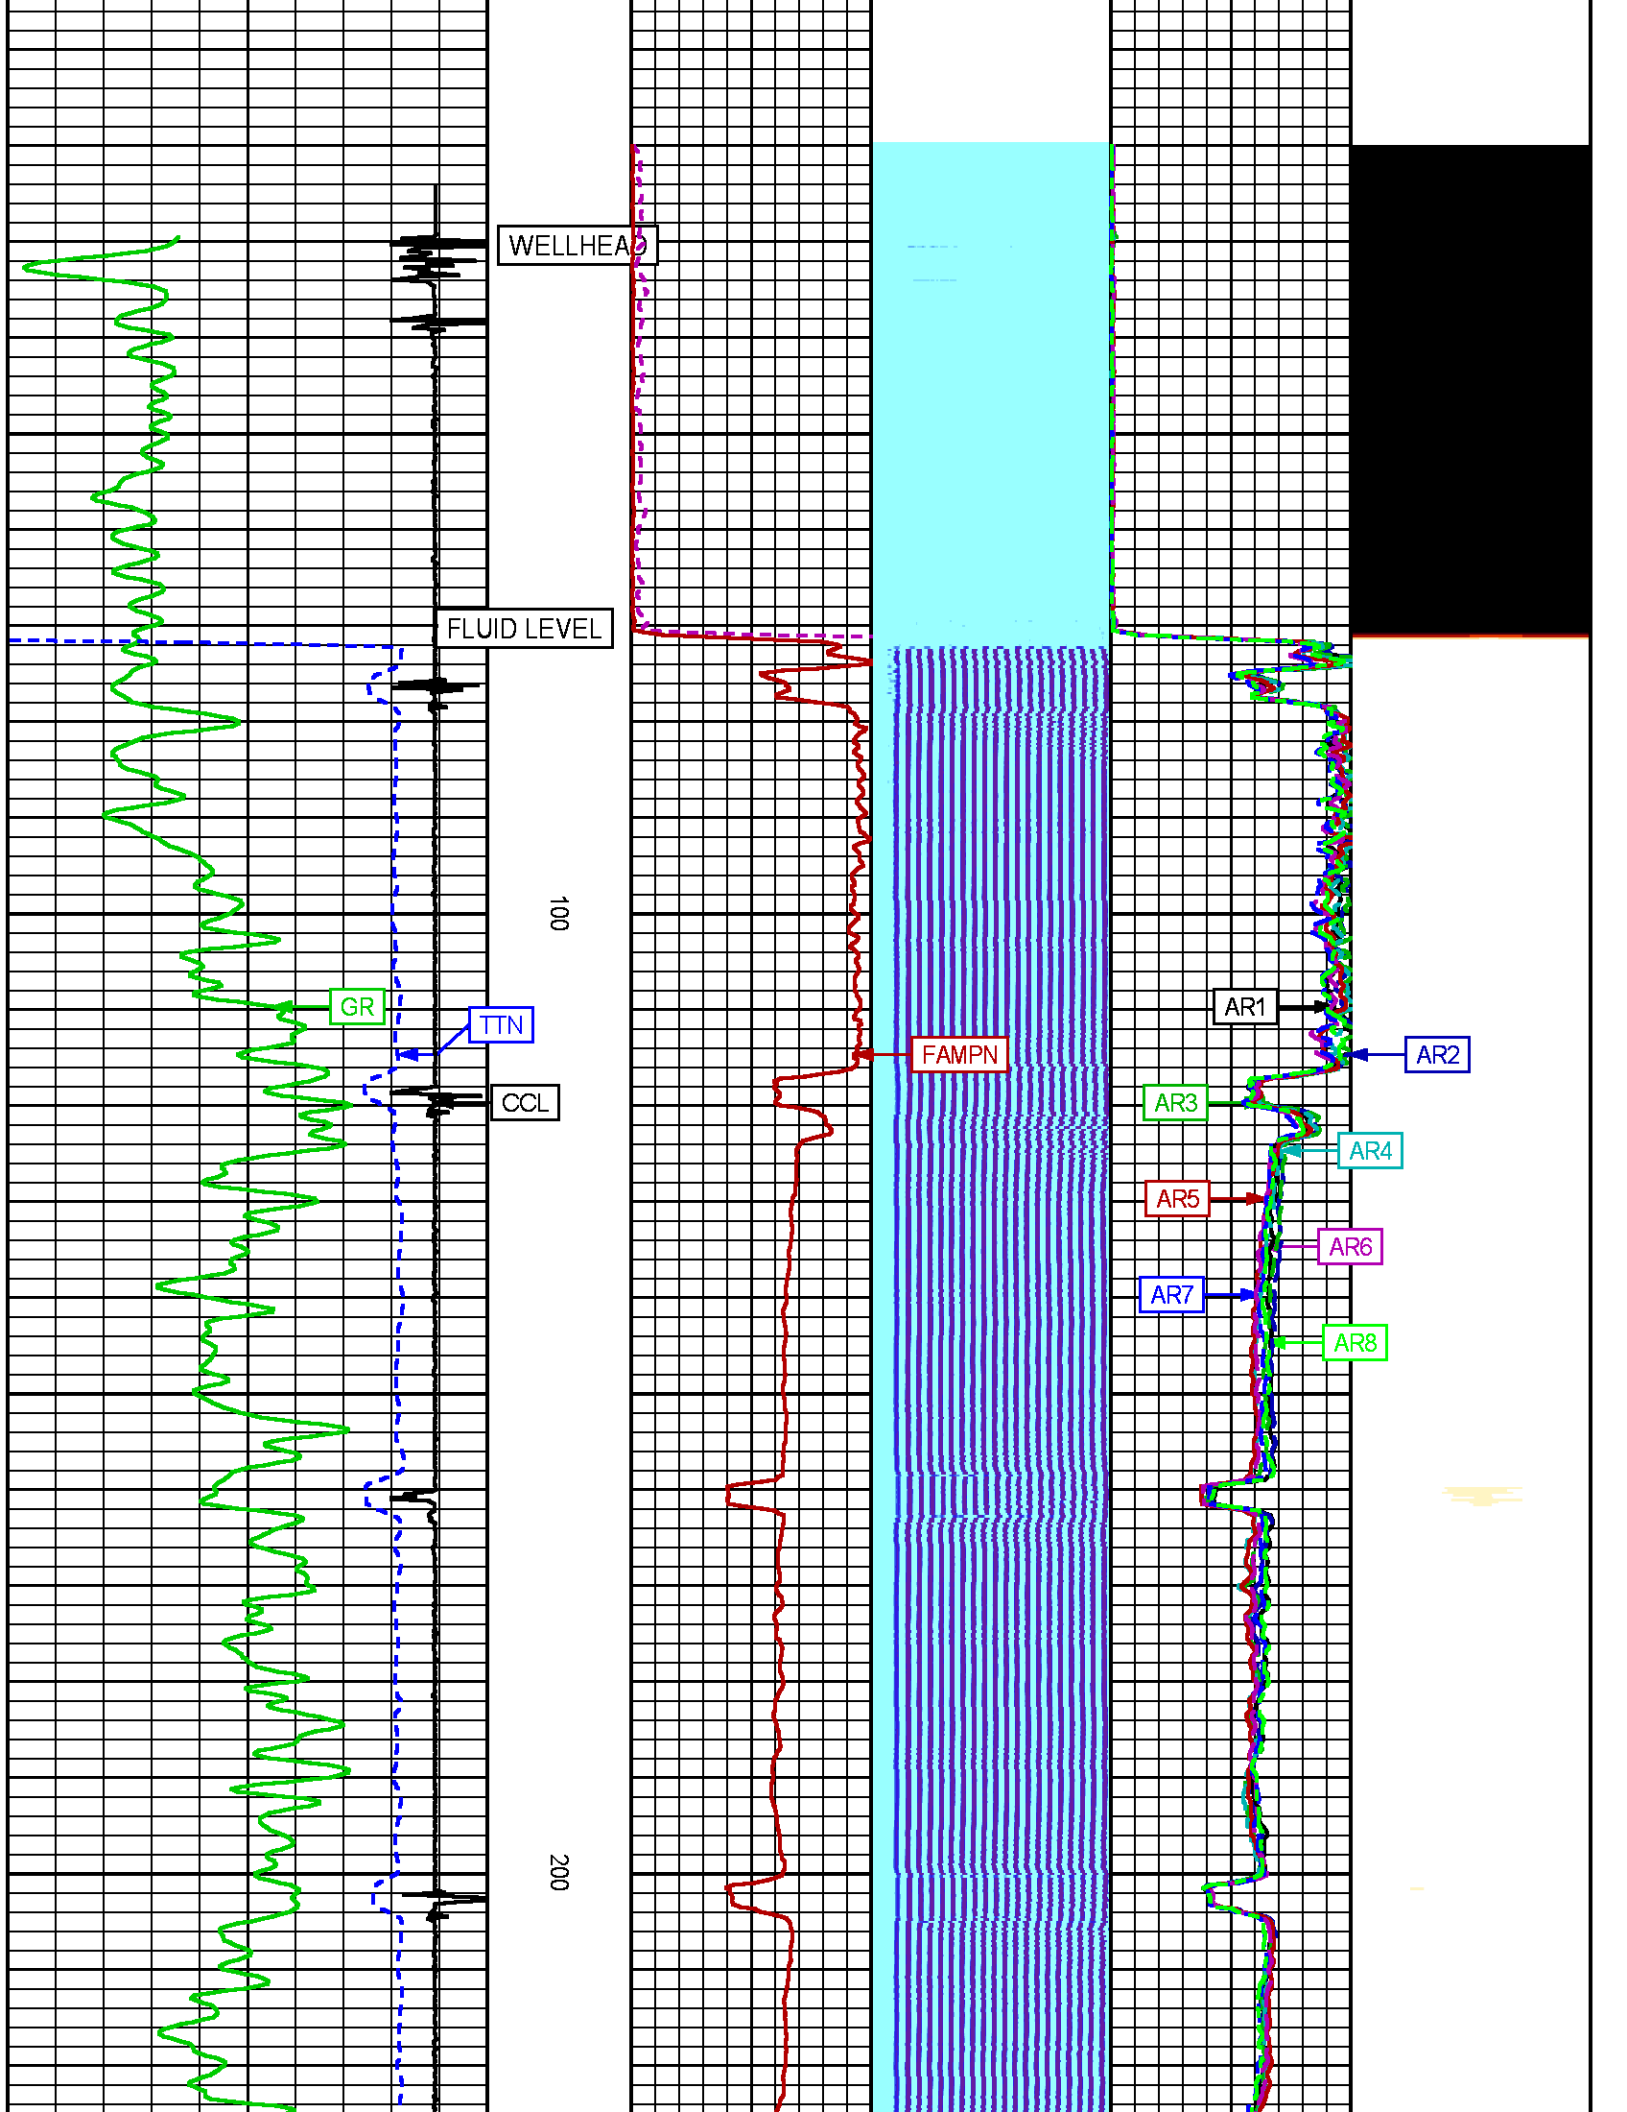 WELLHEAD
FLUID LEVEL
100
GR
TTN
CCL
FAMPN
AR1
AR2
AR3
AR4
AR5
AR6
AR7
AR8
200